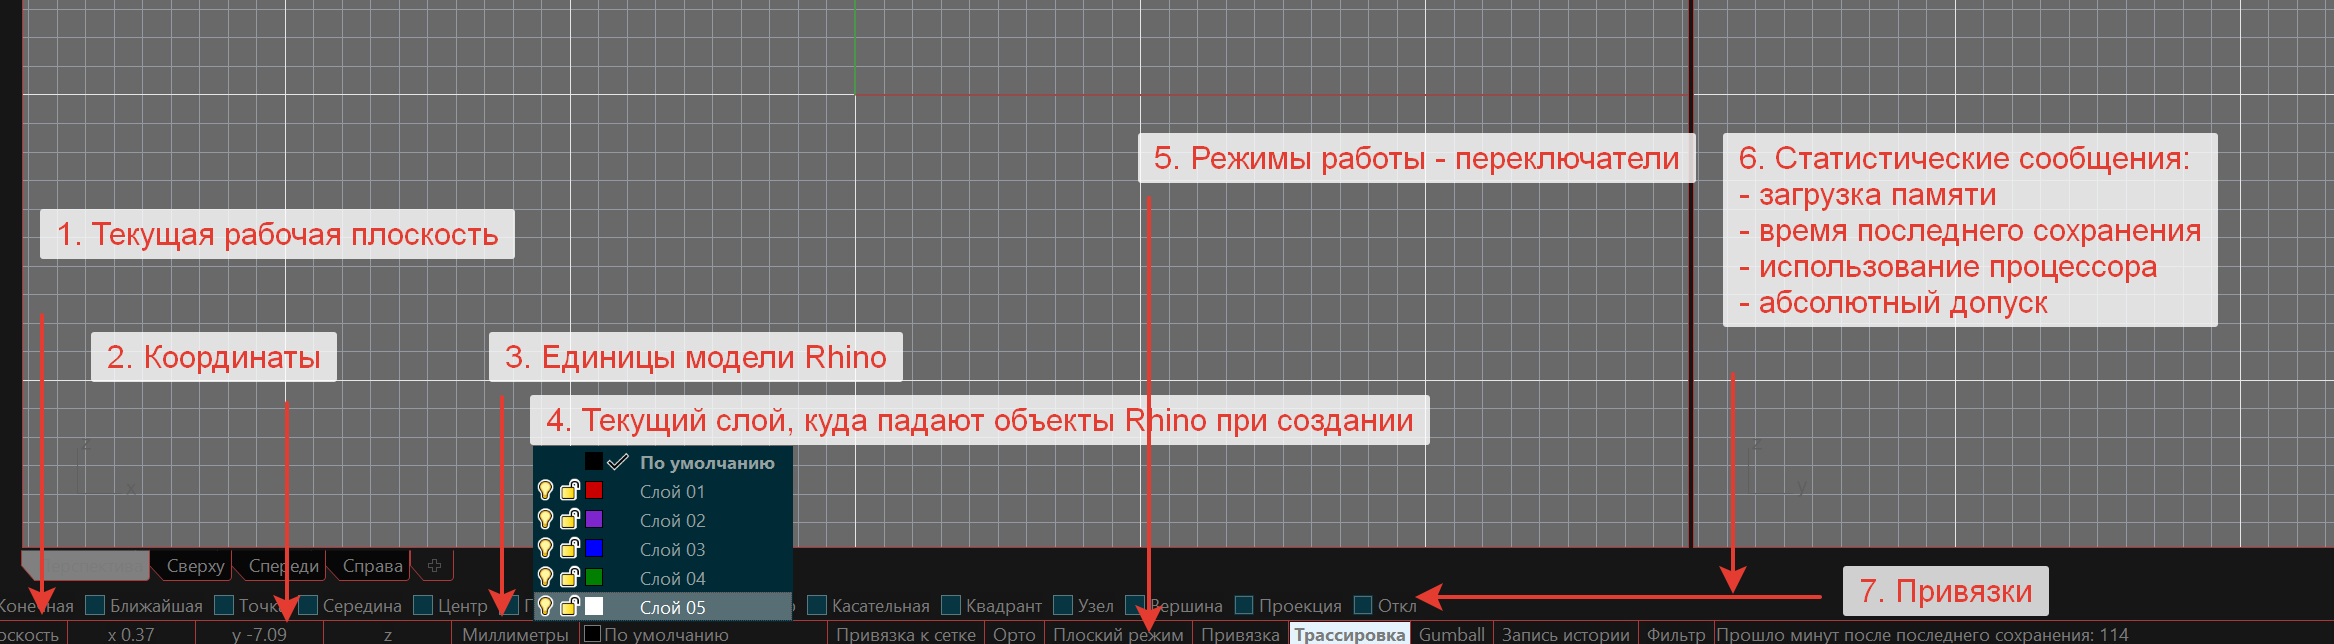 5. Режимы работы - переключатели
6. Статистические сообщения:
- загрузка памяти
- время последнего сохранения
- использование процессора
- абсолютный допуск
1. Текущая рабочая плоскость
2. Координаты
3. Единицы модели Rhino
4. Текущий слой, куда падают объекты Rhino при создании
z
x
z
y
По умолчанию
Слой 01
Слой 02
Слой 03
Слой 04
Слой 05
Сверху Спереди Справа
Конечная Ближайшая Точка Середина Центр Касательная Квадрант Узел Вершина Проекция Откл
7. Привязки
x 0.37 y -7.09 z Миллиметры По умолчанию Привязка к сетке Орто Плоский режим Привязка Трассировка Gumball Запись истории Фильтр Прошло минут после последнего сохранения: 114